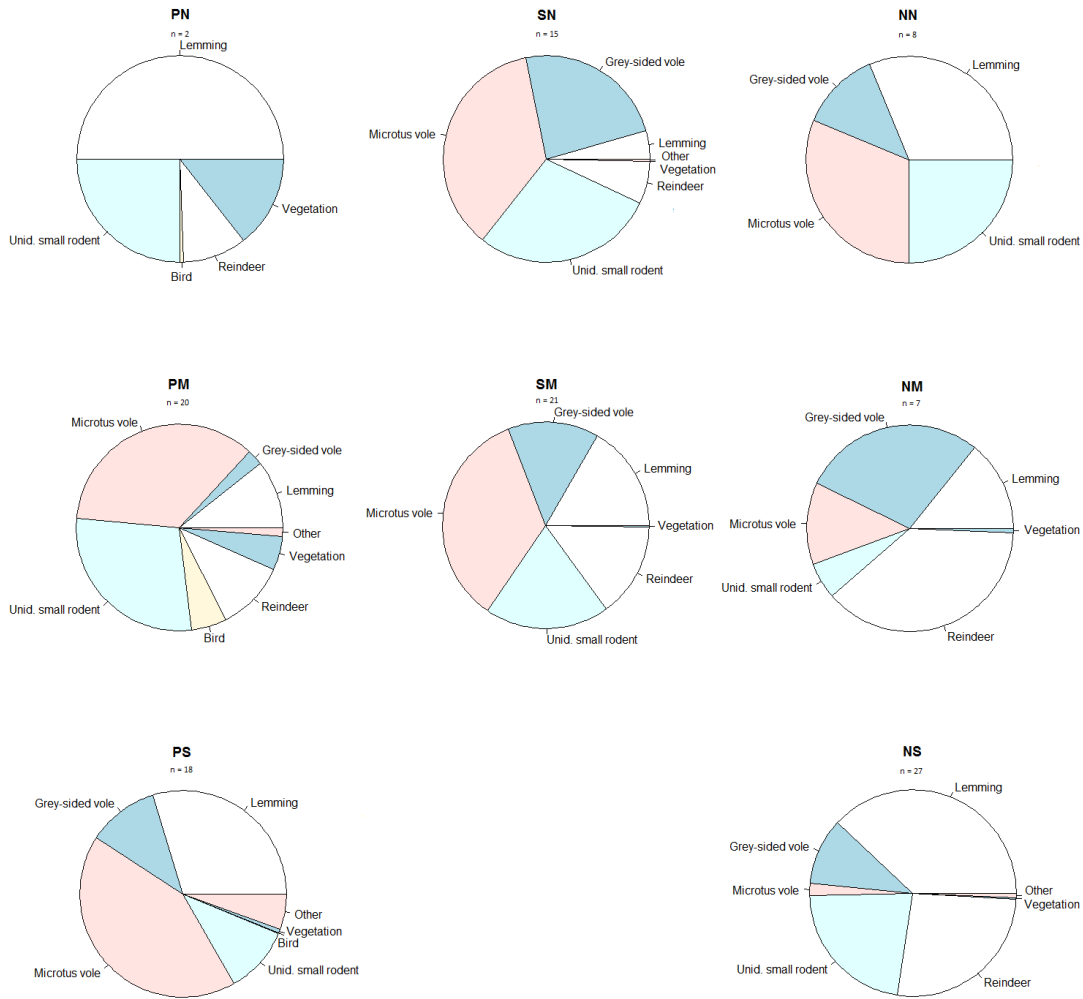 PN
n = 2
Lemming
Unid. small rodent
Bird
Reindeer
Vegetation
SN
n = 15
Grey-sided vole
Microtus vole
Lemming
Other
Vegetation
Reindeer
Unid. small rodent
NN
n = 8
Lemming
Grey-sided vole
Microtus vole
Unid. small rodent
PM
n = 20
Microtus vole
Grey-sided vole
Lemming
Other
Vegetation
Unid. small rodent
Reindeer
Bird
SM
n = 21
Grey-sided vole
Lemming
Microtus vole
Vegetation
Reindeer
Unid. small rodent
NM
n = 7
Grey-sided vole
Lemming
Microtus vole
Vegetation
Unid. small rodent
Reindeer
PS
n = 18
Grey-sided vole
Lemming
Other
Vegetation
Bird
Microtus vole
Unid. small rodent
NS
n = 27
Lemming
Grey-sided vole
Microtus vole
Other
Vegetation
Unid. small rodent
Reindeer